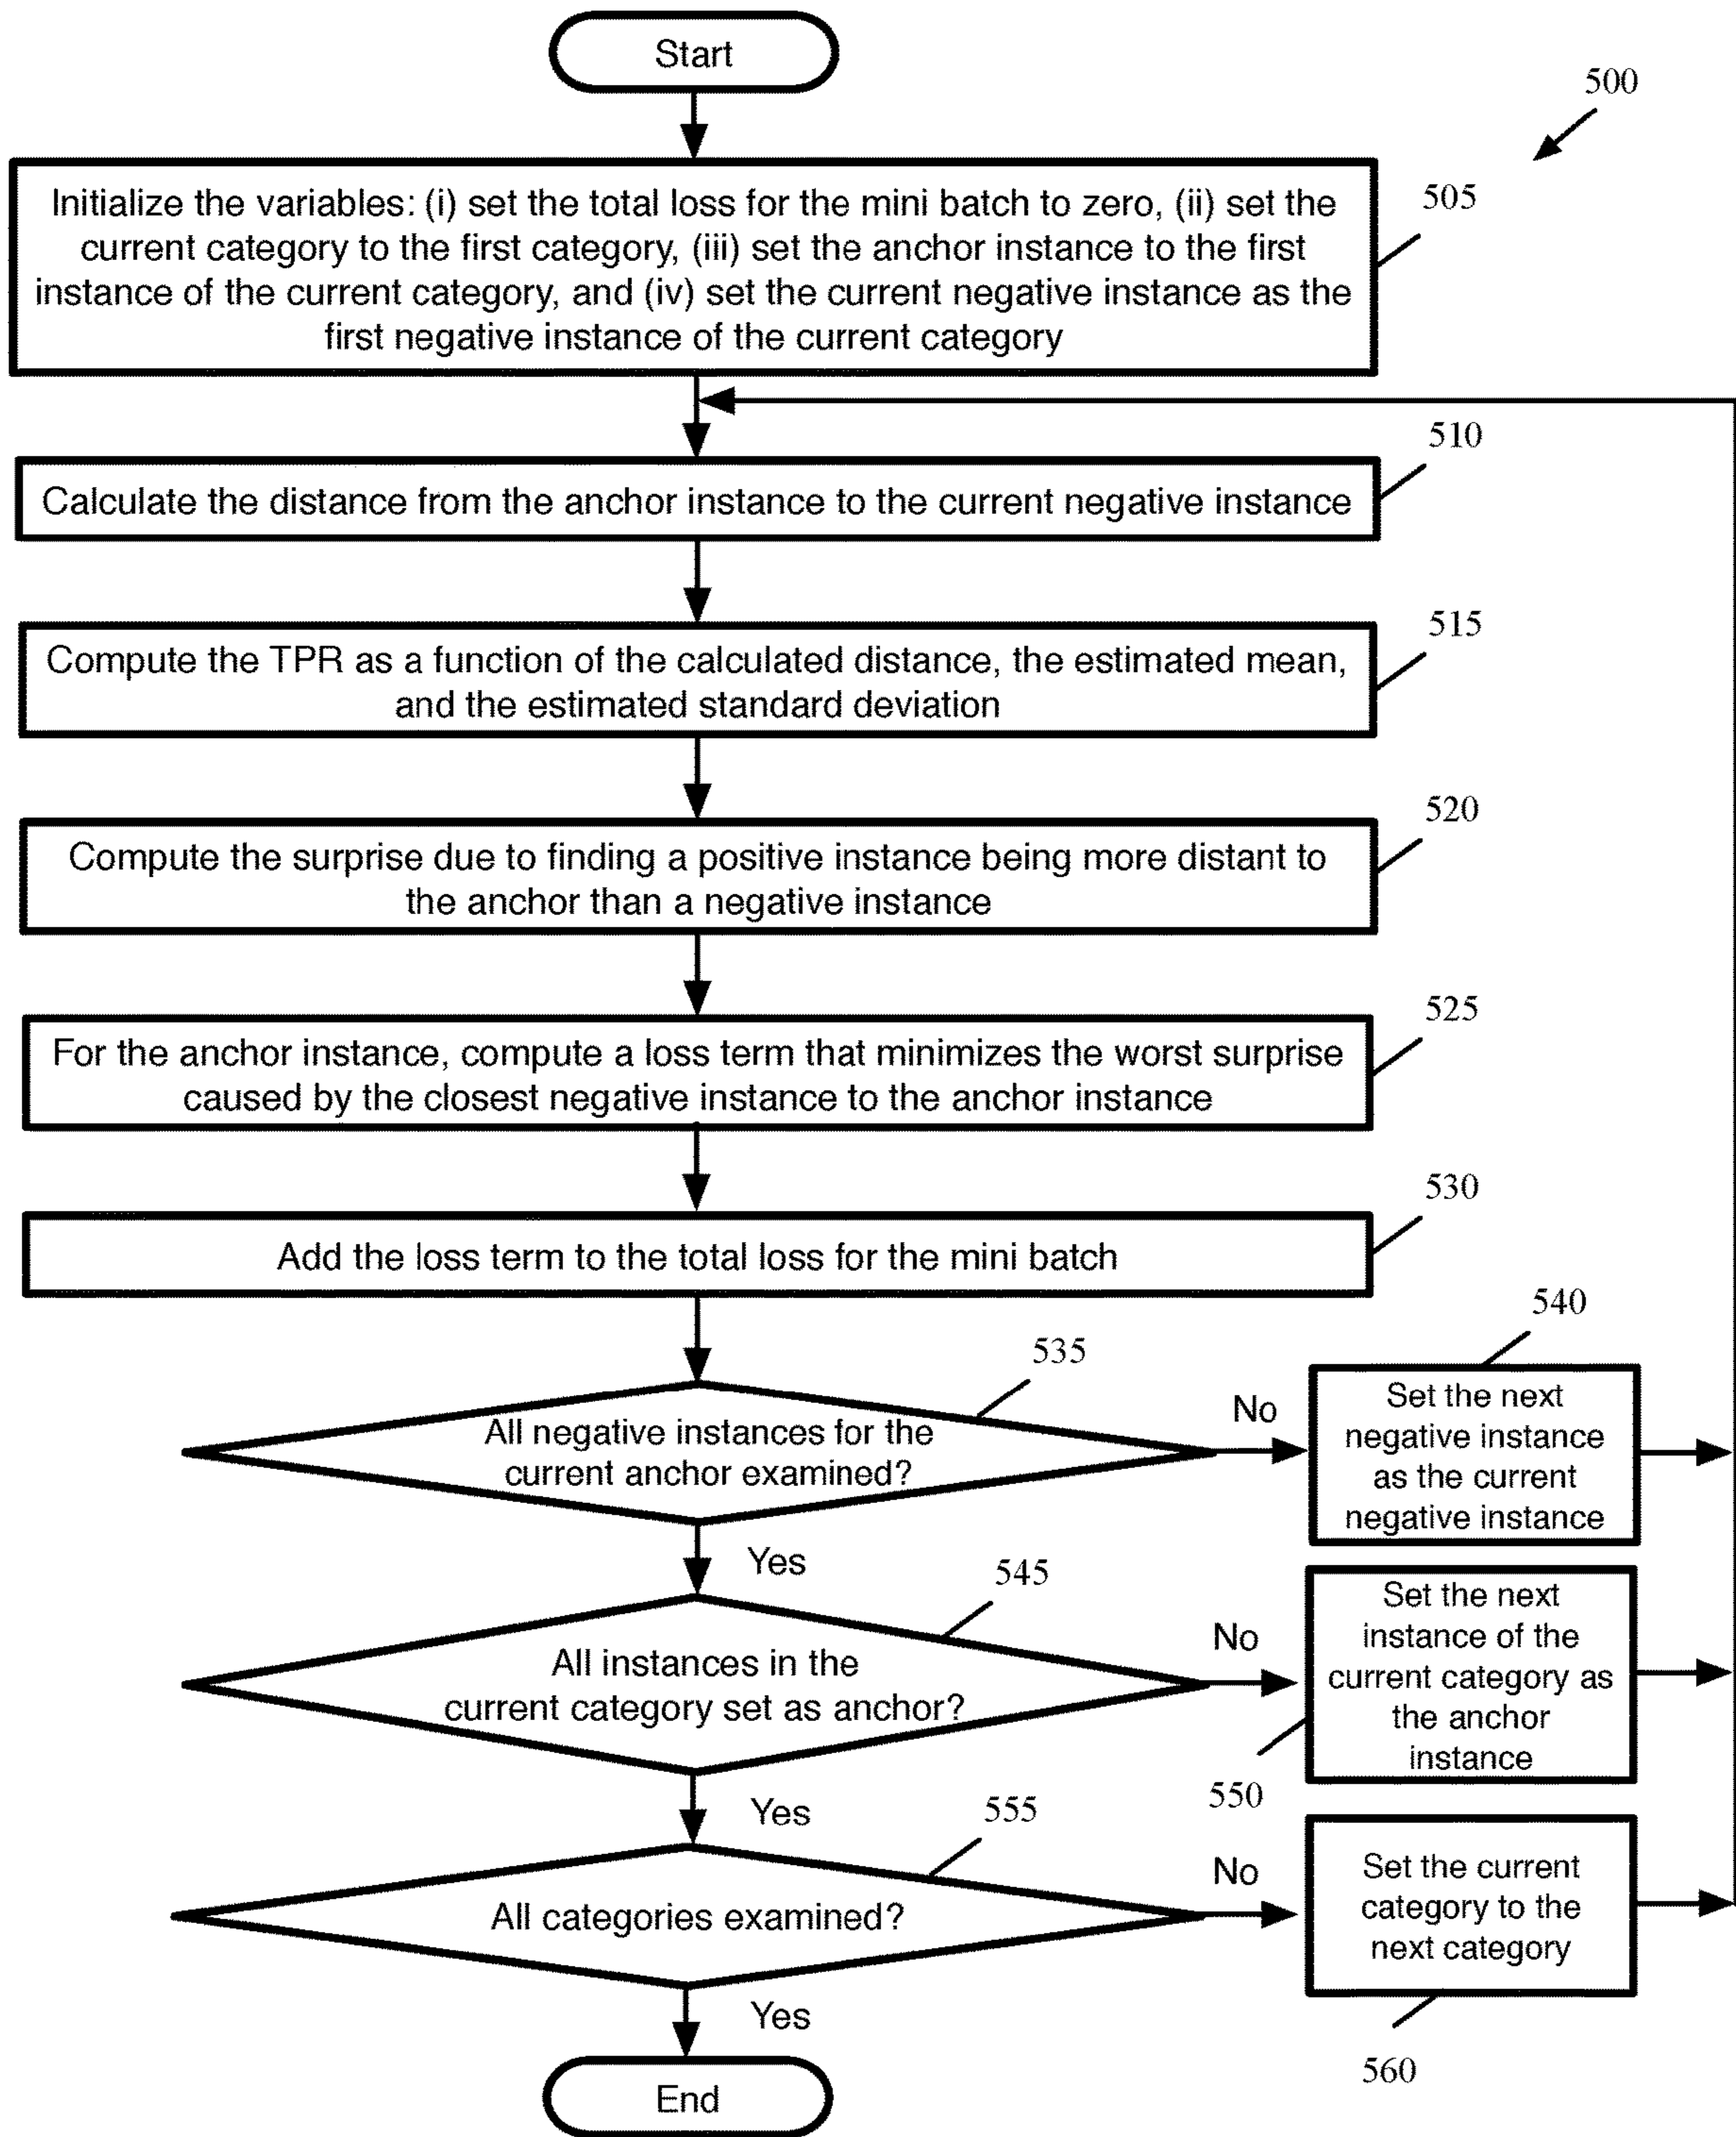 Start
500
505
Initialize the variables: (i) set the total loss for the mini batch to zero, (ii) set the
current category to the first category, (iii) set the anchor instance to the first
instance of the current category, and (iv) set the current negative instance as the
first negative instance of the current category
510
Calculate the distance from the anchor instance to the current negative instance
515
Compute the TPR as a function of the calculated distance, the estimated mean,
and the estimated standard deviation
520
Compute the surprise due to finding a positive instance being more distant to
the anchor than a negative instance
525
For the anchor instance, compute a loss term that minimizes the worst surprise
caused by the closest negative instance to the anchor instance
530
Add the loss term to the total loss for the mini batch
535
All negative instances for the
current anchor examined?
No
540
Set the next
negative instance
as the current
negative instance
Yes
545
All instances in the
current category set as anchor?
No
550
Set the next
instance of the
current category as
the anchor
instance
Yes
555
All categories examined?
No
Set the current
category to the
next category
560
Yes
End